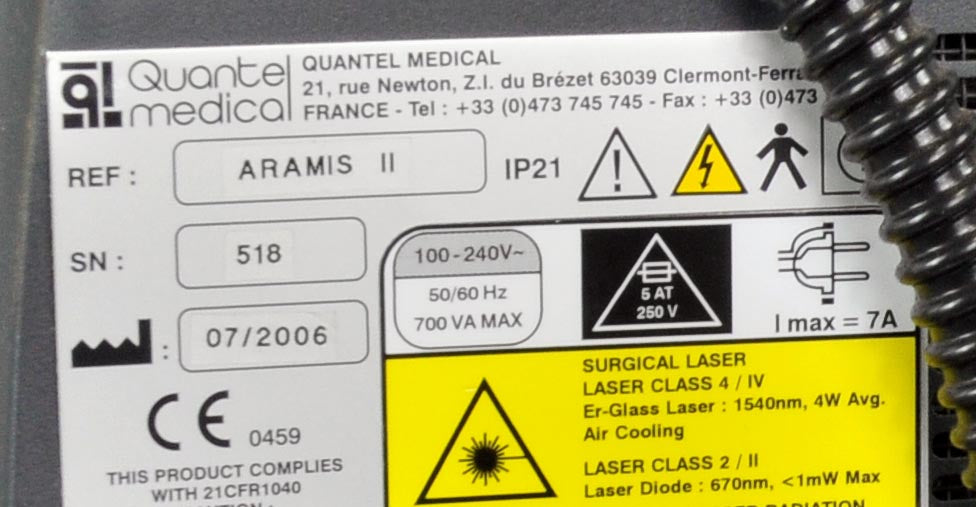 Quantel
medical
QUANTEL MEDICAL
21, rue Newton, Z.I. du Brézet 63039
FRANCE - Tel : +33 (0)473 745 745 - Fax : +33 (0)473
REF :
ARAMIS II
IP21
SN :
518
07/2006
:
CE 0459
THIS PRODUCT COMPLIES
WITH 21CFR1040
100-240V~
50/60 Hz
700 VA MAX
5 AT
250 V
I max = 7A
SURGICAL LASER
LASER CLASS 4 / IV
Er-Glass Laser : 1540nm, 4W Avg.
Air Cooling
LASER CLASS 2 / II
Laser Diode : 670nm, <1mW Max
RADIATION